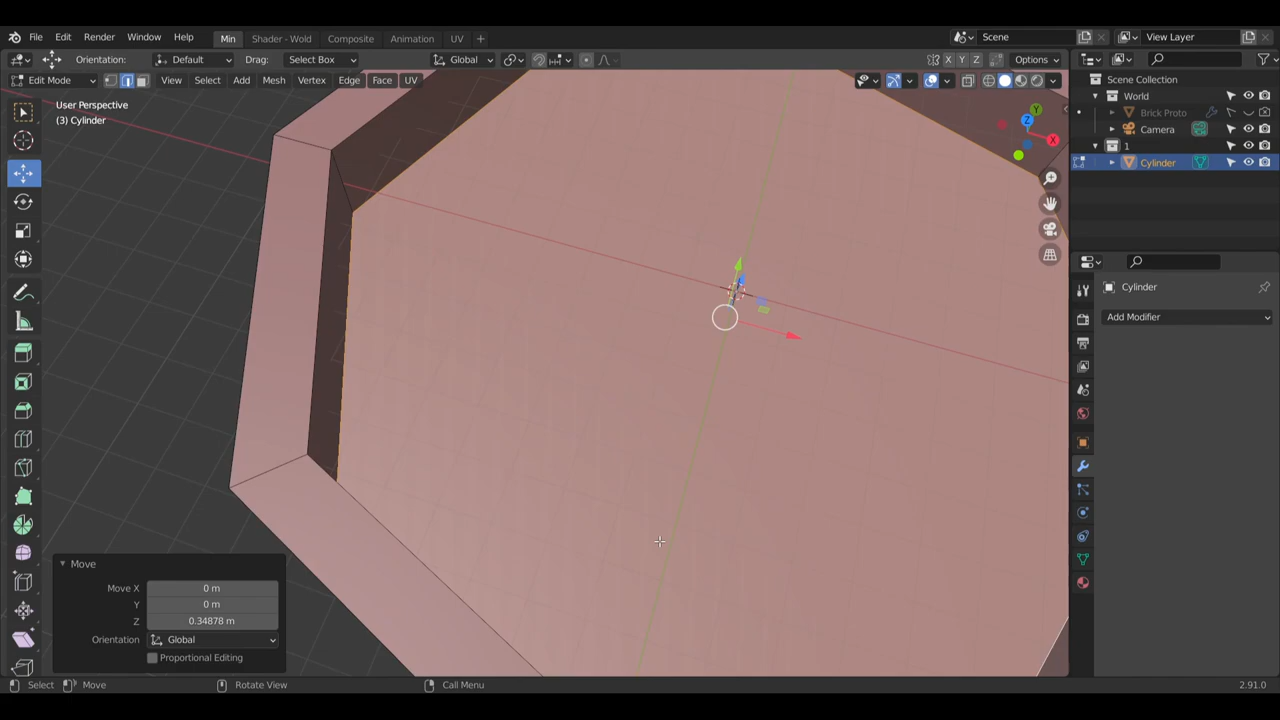 File Edit Render Window Help Min Shader - Wold Composite Animation UV Scene View Layer
Orientation: Default Drag: Select Box Global X Y Z Options
Edit Mode View Select Add Mesh Vertex Edge Face UV
User Perspective
(3) Cylinder
Scene Collection
World
Brick Proto
Camera
1
Cylinder
Y
Z
X
Cylinder
Add Modifier
Move
Move X 0 m
Y 0 m
Z 0.34878 m
Orientation Global
Proportional Editing
Select Move Rotate View Call Menu 2.91.0